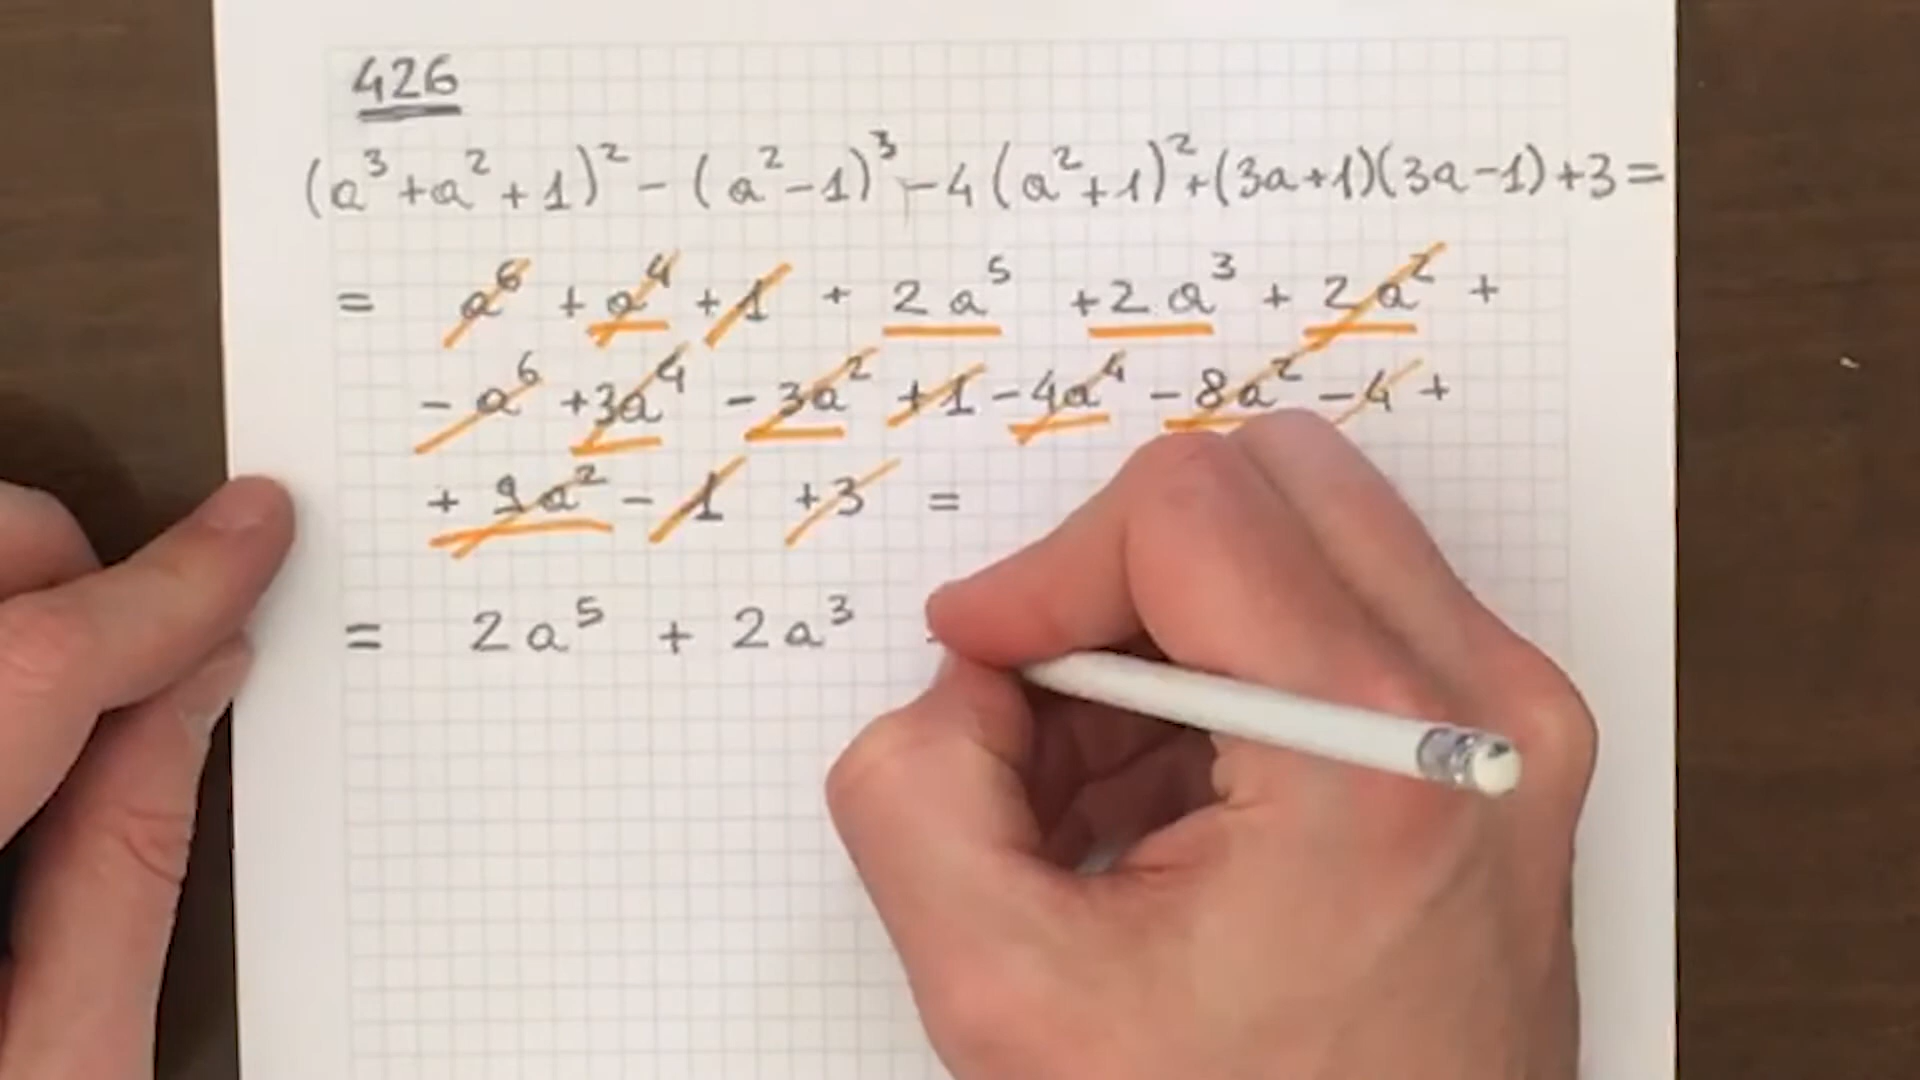 426
(a³+a²+1)²-(a²-1)³-4(a²+1)²+(3a+1)(3a-1)+3=
= a⁶ + a⁴ + 1 + 2a⁵ +2a³ + 2a² +
- a⁶ +3a⁴ - 3a² +1 -4a⁴ -8a² -4 +
+ 9a² - 1 +3 =
= 2a⁵ + 2a³